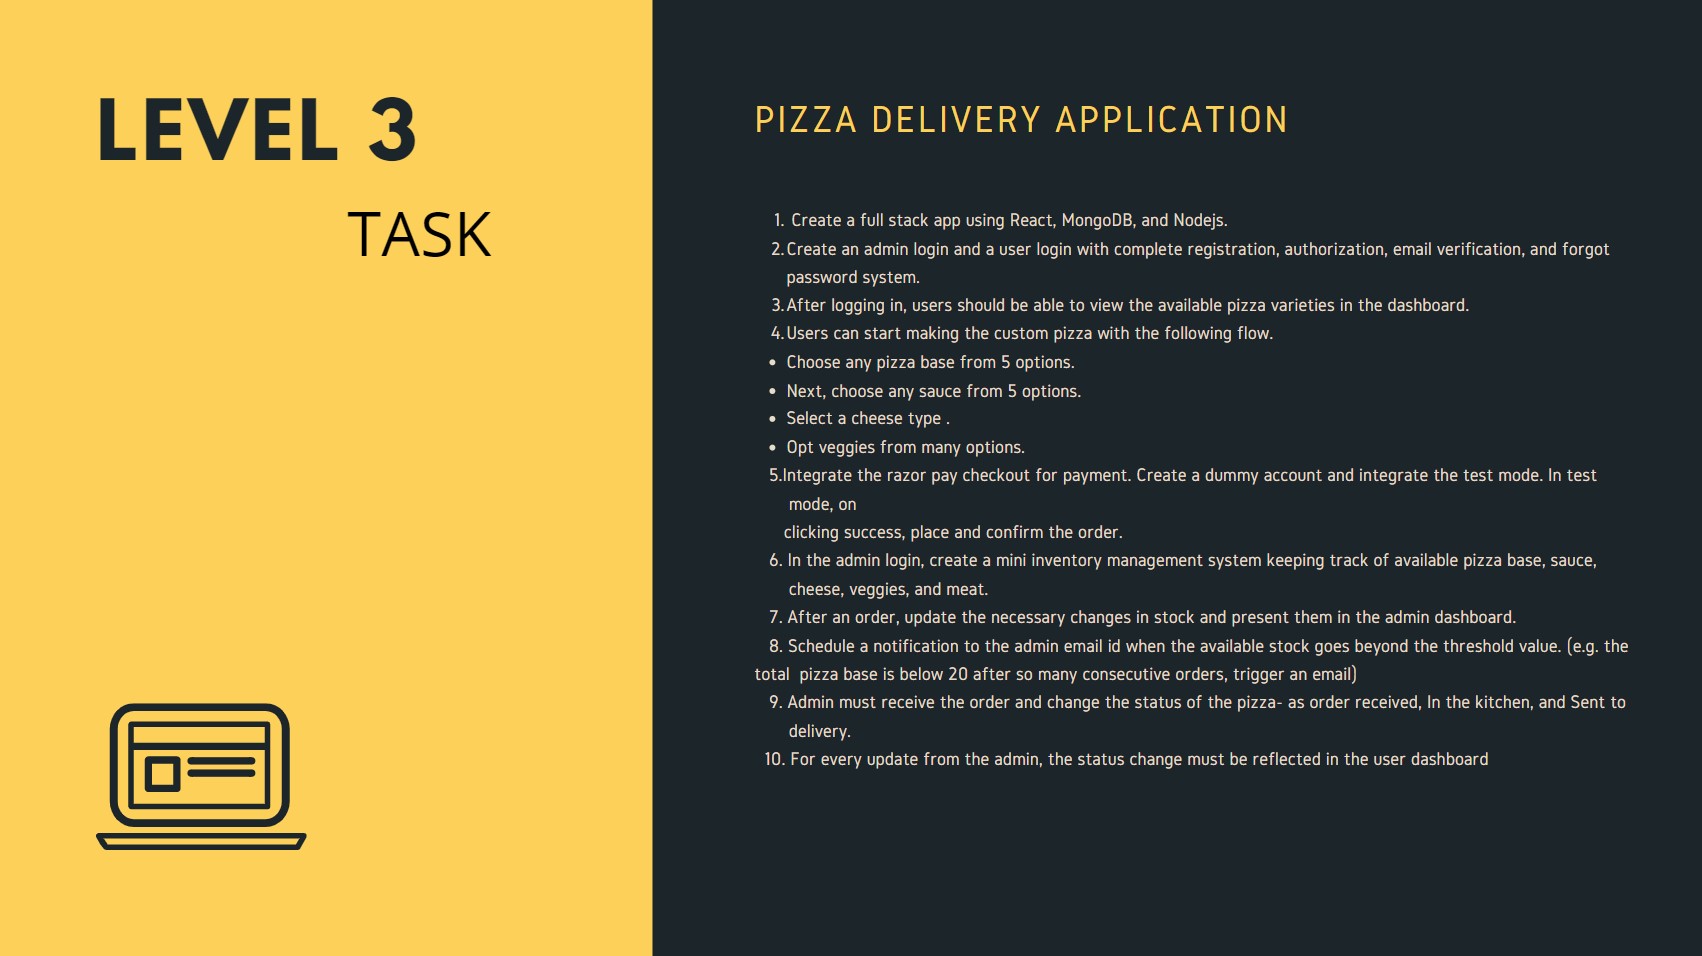 LEVEL 3
TASK
PIZZA DELIVERY APPLICATION
1. Create a full stack app using React, MongoDB, and Nodejs.
2. Create an admin login and a user login with complete registration, authorization, email verification, and forgot
password system.
3. After logging in, users should be able to view the available pizza varieties in the dashboard.
4. Users can start making the custom pizza with the following flow.
• Choose any pizza base from 5 options.
• Next, choose any sauce from 5 options.
• Select a cheese type .
• Opt veggies from many options.
5.Integrate the razor pay checkout for payment. Create a dummy account and integrate the test mode. In test
mode, on
clicking success, place and confirm the order.
6. In the admin login, create a mini inventory management system keeping track of available pizza base, sauce,
cheese, veggies, and meat.
7. After an order, update the necessary changes in stock and present them in the admin dashboard.
8. Schedule a notification to the admin email id when the available stock goes beyond the threshold value. (e.g. the
total  pizza base is below 20 after so many consecutive orders, trigger an email)
9. Admin must receive the order and change the status of the pizza- as order received, In the kitchen, and Sent to
delivery.
10. For every update from the admin, the status change must be reflected in the user dashboard